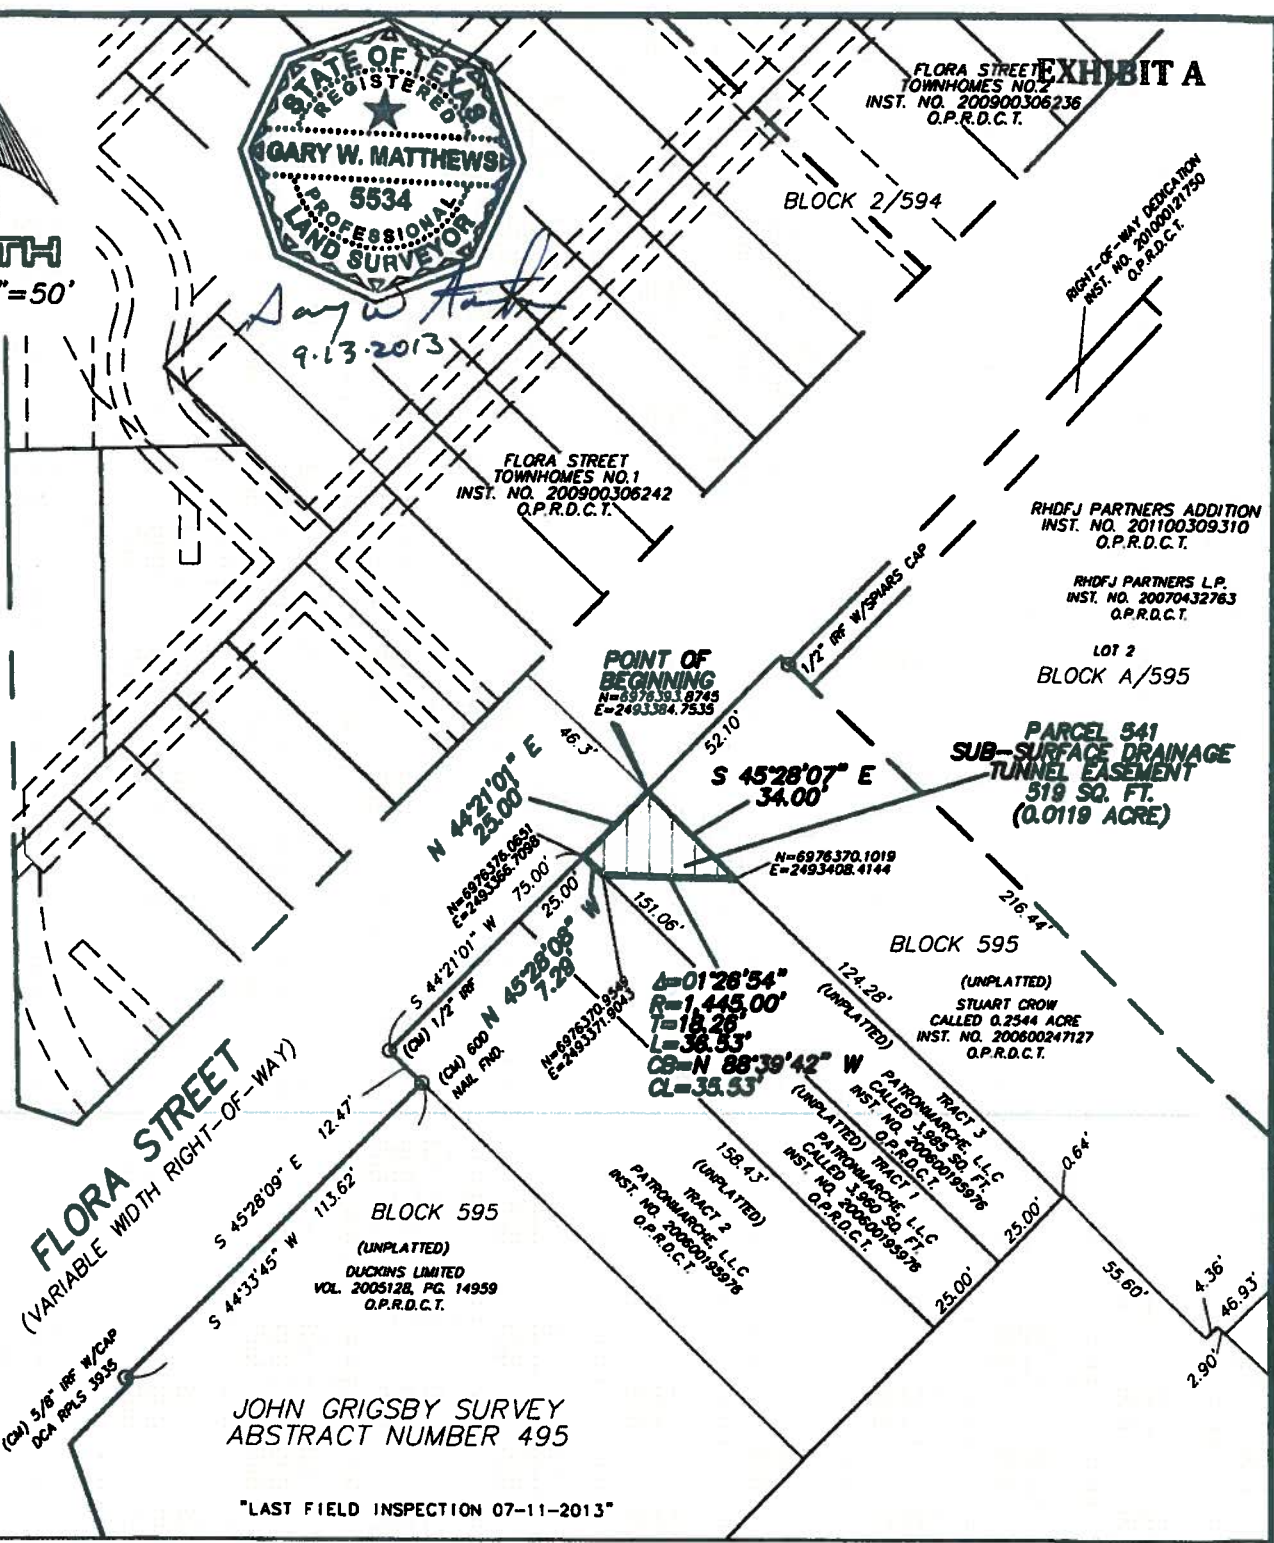 EXHIBIT A
FLORA STREET
TOWNHOMES NO.2
INST. NO. 200900306236
O.P.R.D.C.T.
STATE OF TEXAS
REGISTERED
GARY W. MATTHEWS
5534
PROFESSIONAL
LAND SURVEYOR
9.13.2013
TH
"=50'
BLOCK 2/594
RIGHT-OF-WAY DEDICATION
INST. NO. 201000121750
O.P.R.D.C.T.
FLORA STREET
TOWNHOMES NO.1
INST. NO. 200900306242
O.P.R.D.C.T.
RHDFJ PARTNERS ADDITION
INST. NO. 201100309310
O.P.R.D.C.T.
RHDFJ PARTNERS L.P.
INST. NO. 20070432763
O.P.R.D.C.T.
LOT 2
BLOCK A/595
1/2" IRF W/SPIARS CAP
POINT OF
BEGINNING
N=6976393.8745
E=2493384.7535
46.3'
52.10'
S 45°28'07" E
34.00'
PARCEL 541
SUB-SURFACE DRAINAGE
TUNNEL EASEMENT
519 SQ. FT.
(0.0119 ACRE)
N 44°21'01" E
25.00'
N=6976376.0651
E=2493366.7098
N=6976370.1019
E=2493408.4144
S 44°21'01" W
75.00'
25.00'
151.06'
216.44'
N 45°28'08" W
7.29'
N=6976370.9549
E=2493371.9043
(CM) 1/2" IRF
(CM) 60D
NAIL FND.
Δ=01°26'54"
R=1,445.00'
T=18.26'
L=36.53'
CB=N 88°39'42" W
CL=35.53'
124.28'
(UNPLATTED)
BLOCK 595
(UNPLATTED)
STUART CROW
CALLED 0.2544 ACRE
INST. NO. 200600247127
O.P.R.D.C.T.
TRACT 3
PATRONMARCHE, L.L.C
CALLED 3,985 SQ. FT.
INST. NO. 200600195976
O.P.R.D.C.T.
(UNPLATTED) TRACT 1
PATRONMARCHE, L.L.C
CALLED 3,960 SQ. FT.
INST. NO. 200600195976
O.P.R.D.C.T.
158.43'
(UNPLATTED)
TRACT 2
PATRONMARCHE, L.L.C
INST. NO. 200600195976
O.P.R.D.C.T.
0.64'
25.00'
25.00'
55.60'
4.36'
46.93'
2.90'
FLORA STREET
(VARIABLE WIDTH RIGHT-OF-WAY)
12.47'
S 45°28'09" E
113.62'
S 44°33'45" W
BLOCK 595
(UNPLATTED)
DUCKINS LIMITED
VOL. 2005128, PG. 14959
O.P.R.D.C.T.
(CM) 5/8" IRF W/CAP
DCA RPLS 3935
JOHN GRIGSBY SURVEY
ABSTRACT NUMBER 495
"LAST FIELD INSPECTION 07-11-2013"